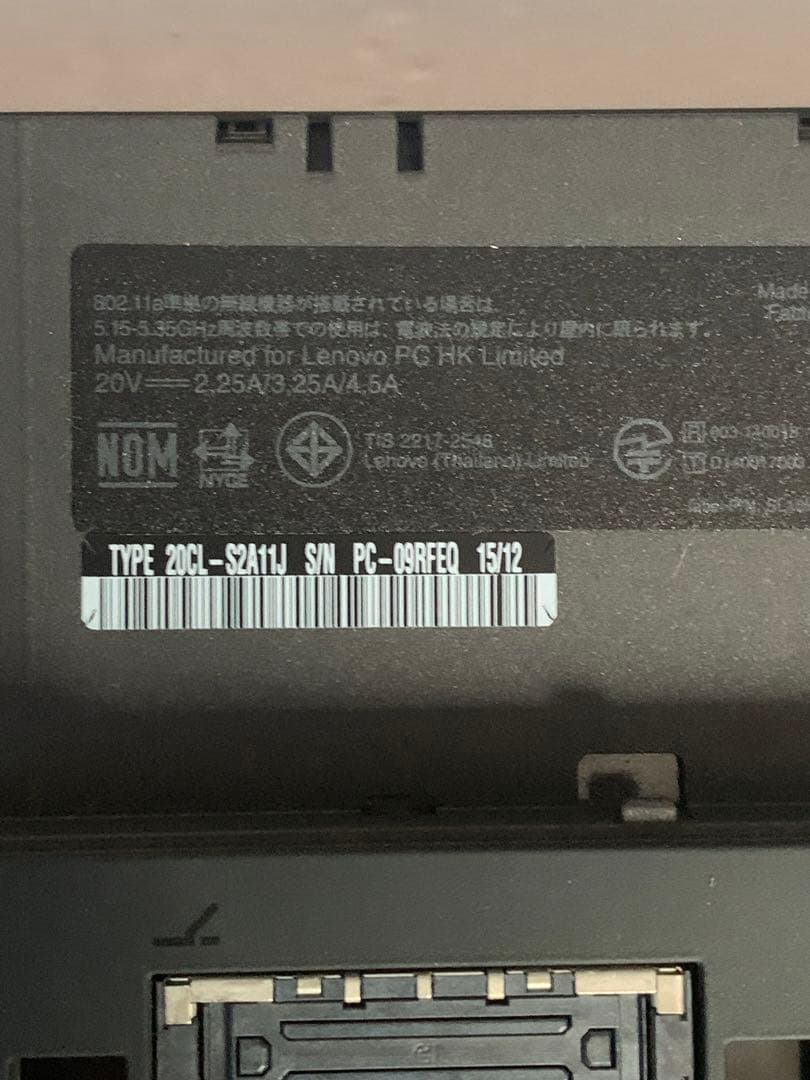 802.11a準拠の無線機器が搭載されている場合は
5.15-5.35GHz周波数帯での使用は、電波法の規定により屋内に限られます。
Manufactured for Lenovo PC HK Limited
20V⎓2.25A/3.25A/4.5A
Made
Fabr
NOM
NYCE
TIS 2217-2548
Lenovo (Thailand) Limited
R
T
TYPE 20CL-S2A11J S/N PC-09RFEQ 15/12